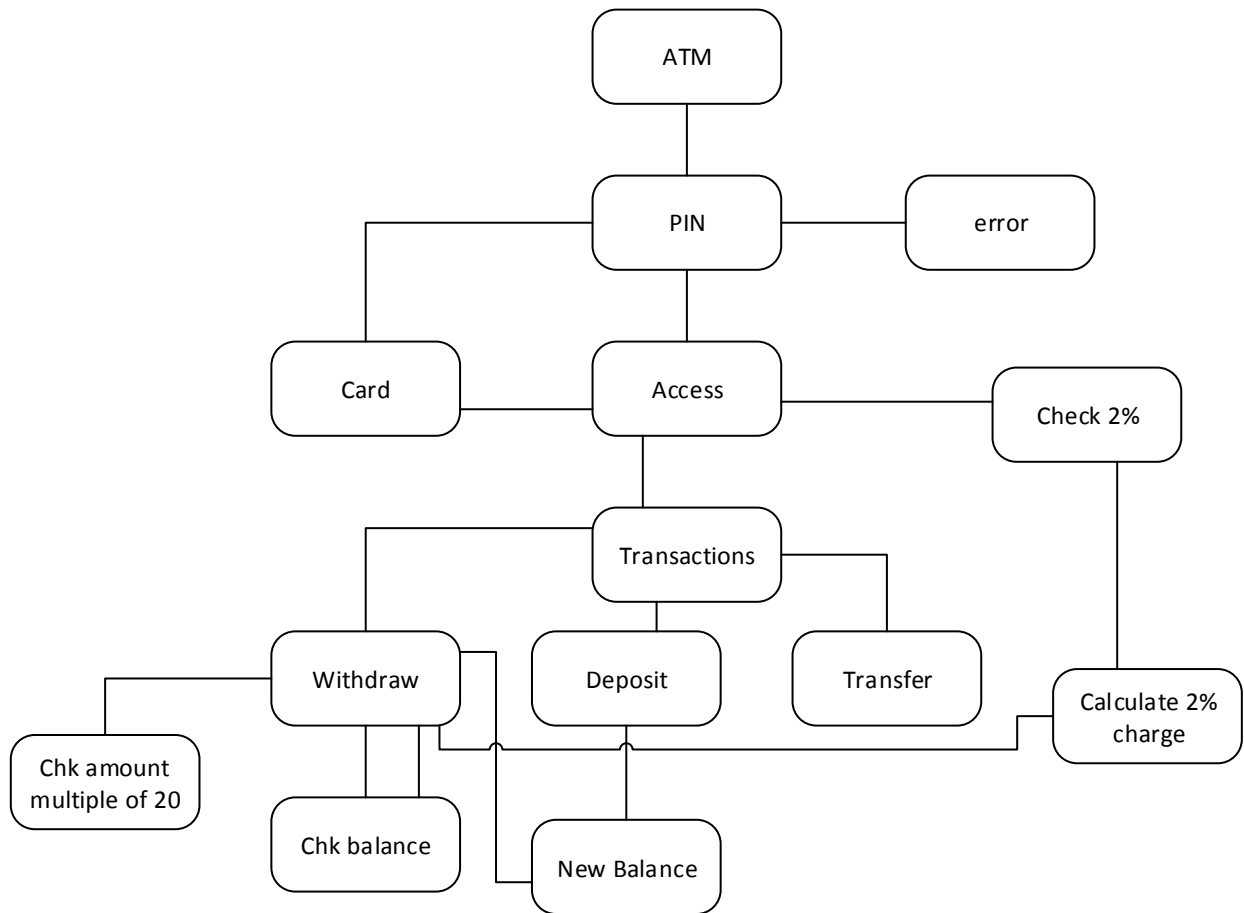 ATM
PIN
error
Card
Access
Check 2%
Transactions
Withdraw
Deposit
Transfer
Calculate 2%
charge
Chk amount
multiple of 20
Chk balance
New Balance